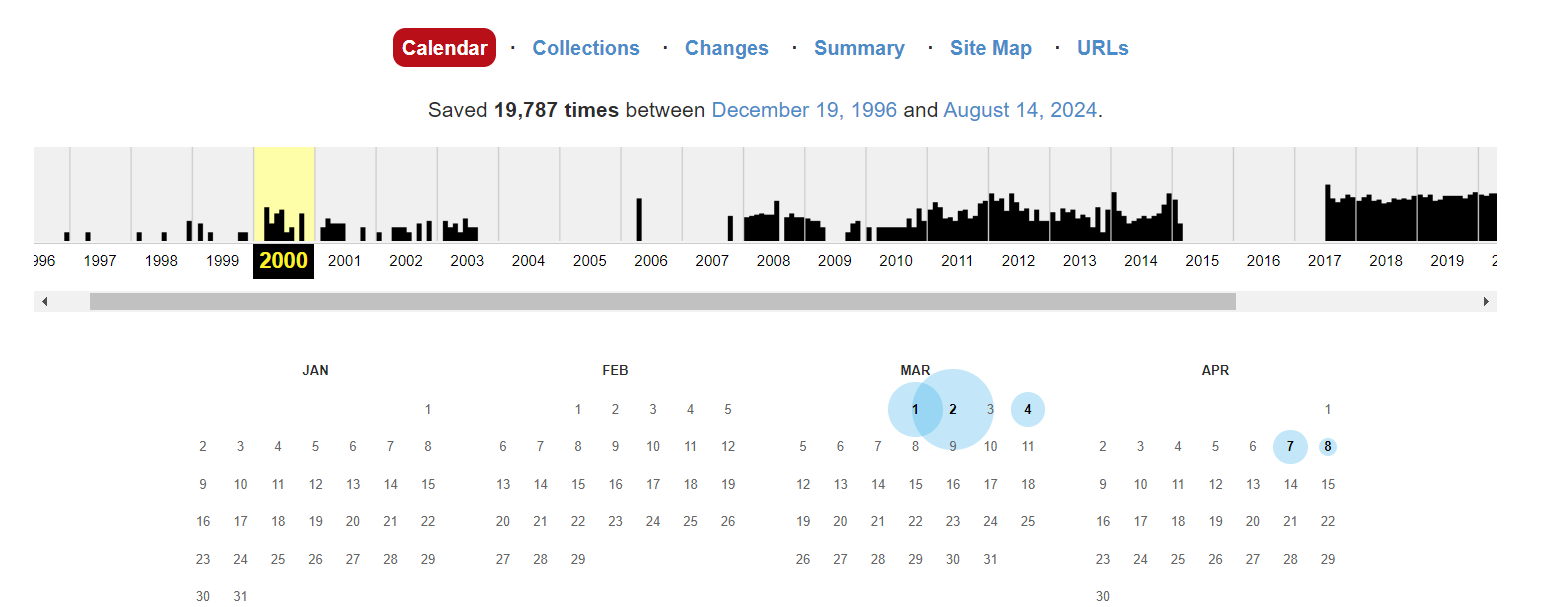 Calendar · Collections · Changes · Summary · Site Map · URLs
Saved 19,787 times between December 19, 1996 and August 14, 2024.
996 1997 1998 1999 2000 2001 2002 2003 2004 2005 2006 2007 2008 2009 2010 2011 2012 2013 2014 2015 2016 2017 2018 2019 2
JAN
1
2 3 4 5 6 7 8
9 10 11 12 13 14 15
16 17 18 19 20 21 22
23 24 25 26 27 28 29
30 31
FEB
1 2 3 4 5
6 7 8 9 10 11 12
13 14 15 16 17 18 19
20 21 22 23 24 25 26
27 28 29
MAR
1 2 3 4
5 6 7 8 9 10 11
12 13 14 15 16 17 18
19 20 21 22 23 24 25
26 27 28 29 30 31
APR
1
2 3 4 5 6 7 8
9 10 11 12 13 14 15
16 17 18 19 20 21 22
23 24 25 26 27 28 29
30